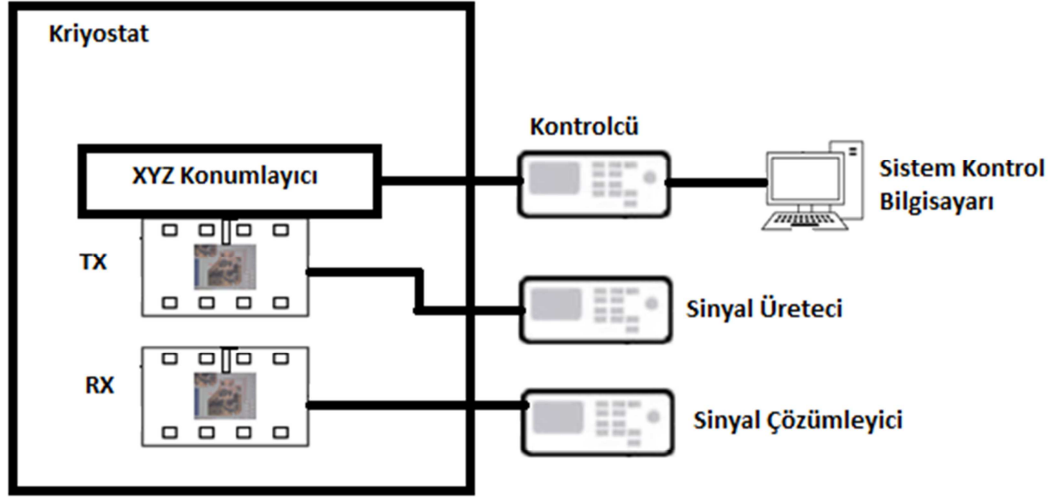 Kriyostat
Kontrolcü
XYZ Konumlayıcı
Sistem Kontrol
Bilgisayarı
TX
Sinyal Üreteci
RX
Sinyal Çözümleyici